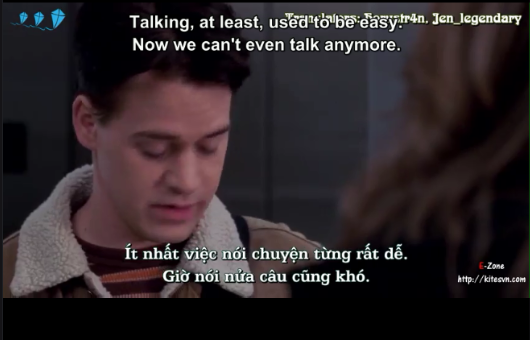 Talking, at least, used to be easy.
Jen_legendary
Now we can't even talk anymore.
Ít nhất việc nói chuyện từng rất dễ.
Giờ nói nửa câu cũng khó.
E-Zone
http://kitesvn.com